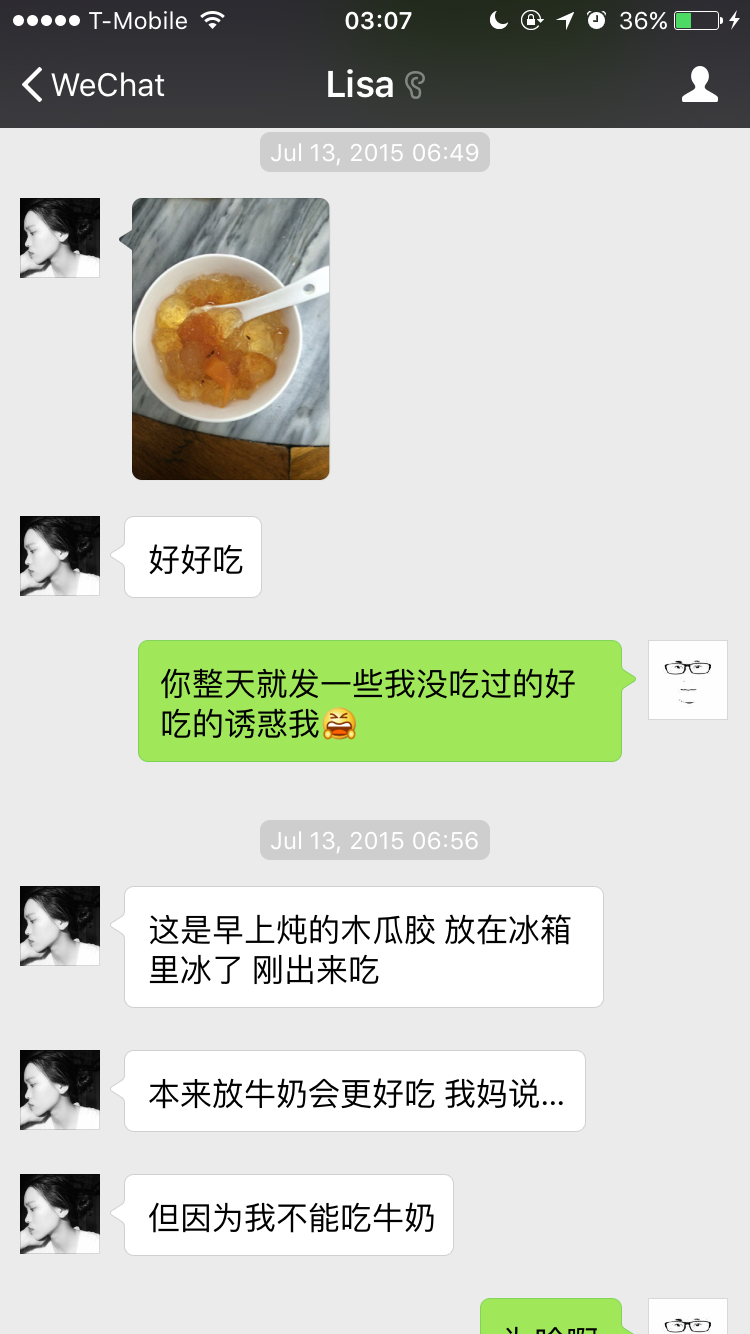 T-Mobile 03:07 36%
WeChat Lisa
Jul 13, 2015 06:49
好好吃
你整天就发一些我没吃过的好
吃的诱惑我😆
Jul 13, 2015 06:56
这是早上炖的木瓜胶 放在冰箱
里冰了 刚出来吃
本来放牛奶会更好吃 我妈说...
但因为我不能吃牛奶